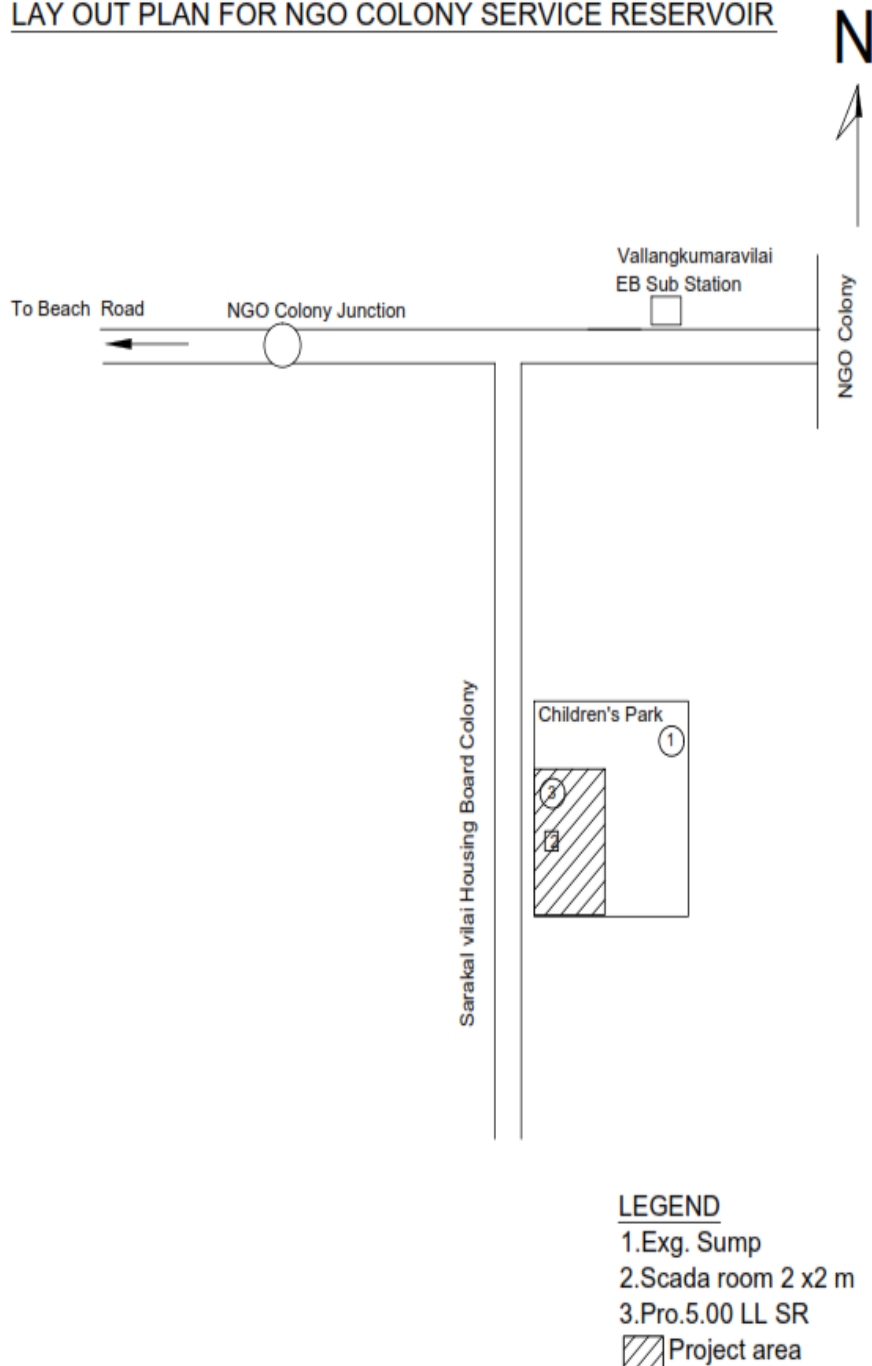 LAY OUT PLAN FOR NGO COLONY SERVICE RESERVOIR
N
Vallangkumaravilai
EB Sub Station
To Beach Road
NGO Colony Junction
NGO Colony
Sarakal vilai Housing Board Colony
Children's Park
1
3
2
LEGEND
1.Exg. Sump
2.Scada room 2 x2 m
3.Pro.5.00 LL SR
Project area